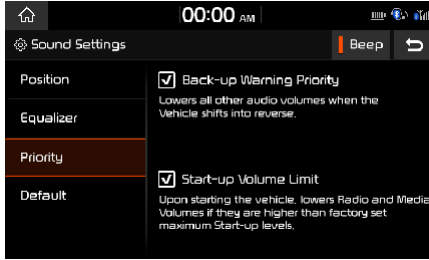 00:00 AM
Sound Settings
Beep
Position
Back-up Warning Priority
Lowers all other audio volumes when the
Vehicle shifts into reverse.
Equalizer
Priority
Start-up Volume Limit
Default
Upon starting the vehicle, lowers Radio and Media
Volumes if they are higher than factory set
maximum Start-up levels.